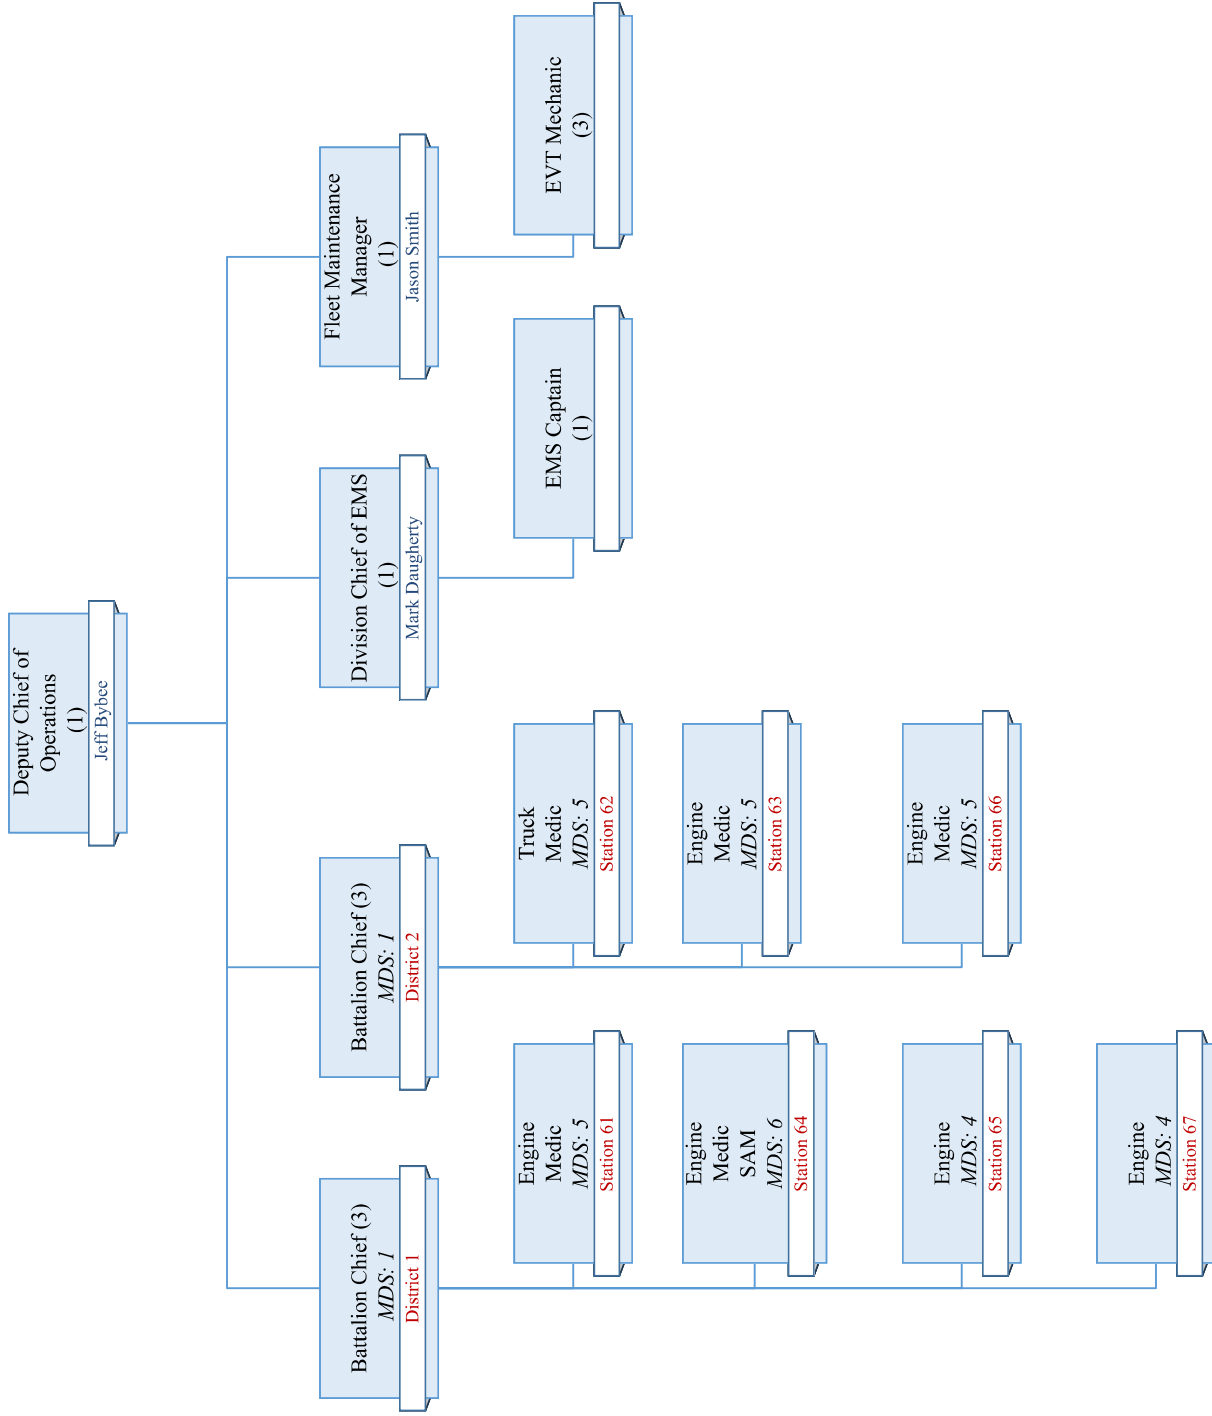 Deputy Chief of
Operations
(1)
Jeff Bybee
Battalion Chief (3)
MDS: 1
District 1
Battalion Chief (3)
MDS: 1
District 2
Division Chief of EMS
(1)
Mark Daugherty
Fleet Maintenance
Manager
(1)
Jason Smith
Engine
Medic
MDS: 5
Station 61
Truck
Medic
MDS: 5
Station 62
EMS Captain
(1)
EVT Mechanic
(3)
Engine
Medic
SAM
MDS: 6
Station 64
Engine
Medic
MDS: 5
Station 63
Engine
MDS: 4
Station 65
Engine
Medic
MDS: 5
Station 66
Engine
MDS: 4
Station 67